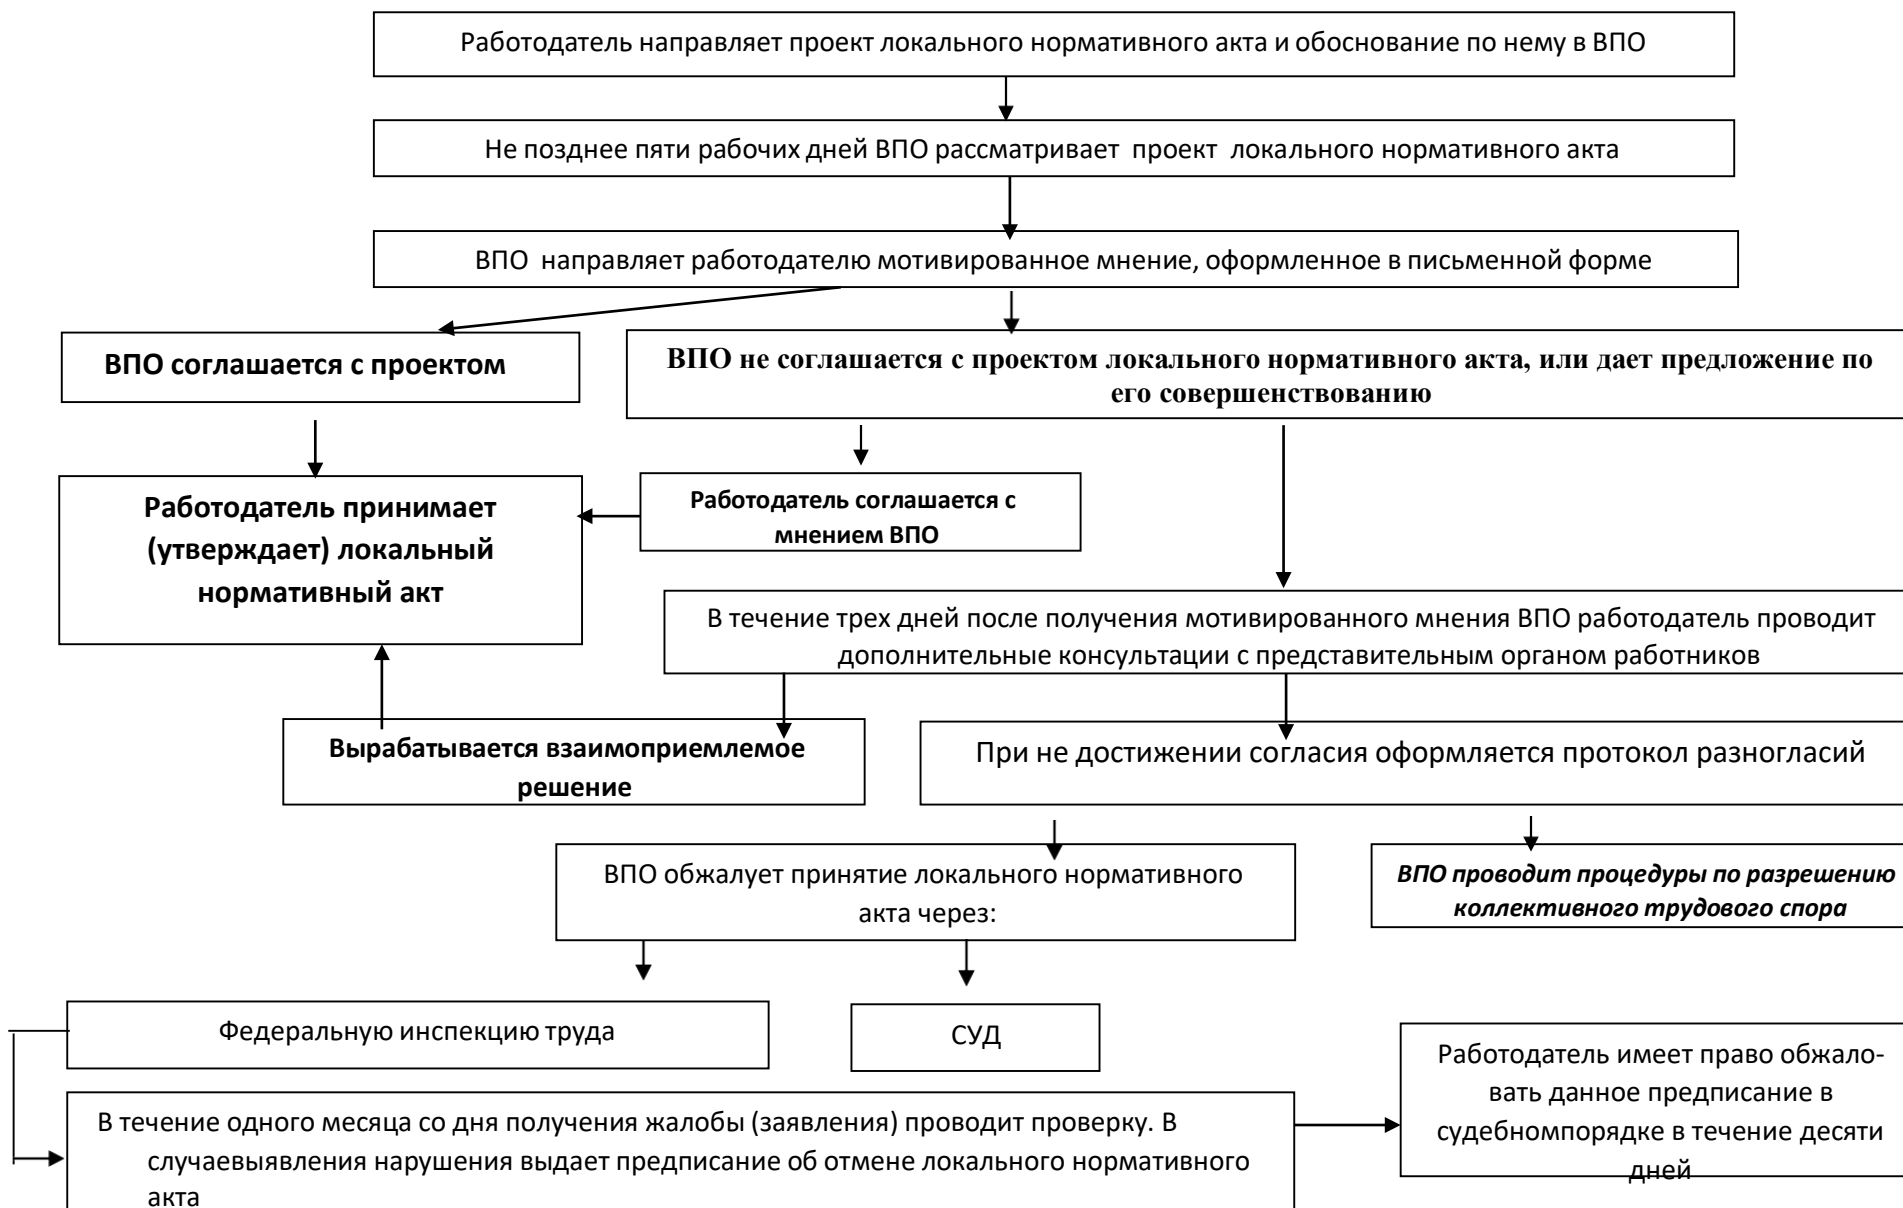 Работодатель направляет проект локального нормативного акта и обоснование по нему в ВПО
Не позднее пяти рабочих дней ВПО рассматривает проект локального нормативного акта
ВПО направляет работодателю мотивированное мнение, оформленное в письменной форме
ВПО соглашается с проектом
ВПО не соглашается с проектом локального нормативного акта, или дает предложение по
его совершенствованию
Работодатель принимает
(утверждает) локальный
нормативный акт
Работодатель соглашается с
мнением ВПО
В течение трех дней после получения мотивированного мнения ВПО работодатель проводит
дополнительные консультации с представительным органом работников
Вырабатывается взаимоприемлемое
решение
При не достижении согласия оформляется протокол разногласий
ВПО обжалует принятие локального нормативного
акта через:
ВПО проводит процедуры по разрешению
коллективного трудового спора
Федеральную инспекцию труда
СУД
Работодатель имеет право обжало-
вать данное предписание в
судебномпорядке в течение десяти
дней
В течение одного месяца со дня получения жалобы (заявления) проводит проверку. В
случаевыявления нарушения выдает предписание об отмене локального нормативного
акта